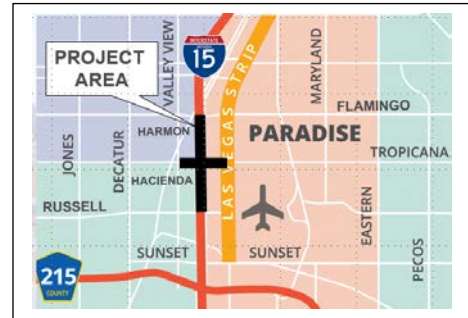 PROJECT
AREA
VALLEY VIEW
INTERSTATE
15
LAS VEGAS STRIP
MARYLAND
FLAMINGO
HARMON
PARADISE
JONES
DECATUR
TROPICANA
HACIENDA
RUSSELL
EASTERN
SUNSET
SUNSET
PECOS
215
COUNTY